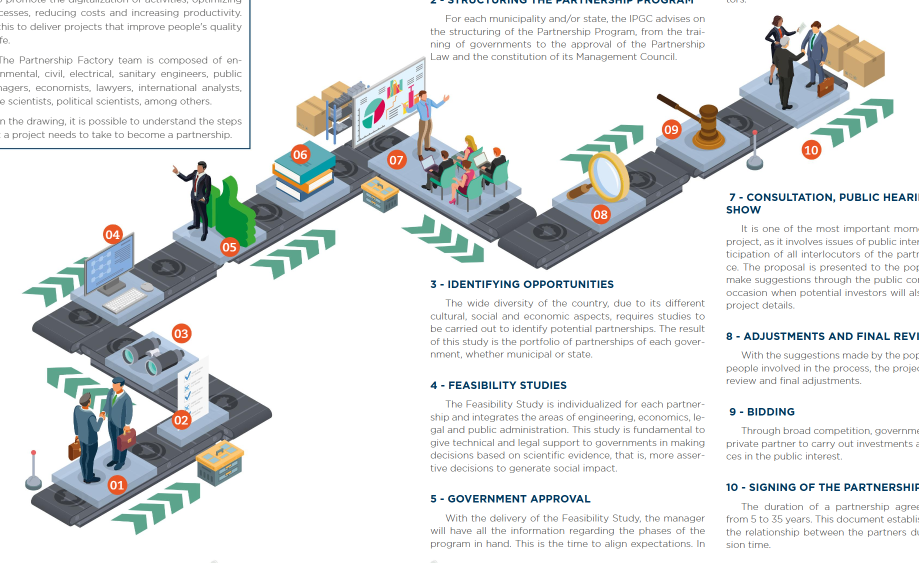 o promote the digitalization of activities, optimizing
cesses, reducing costs and increasing productivity.
this to deliver projects that improve people's quality
fe.
The Partnership Factory team is composed of en-
nmental, civil, electrical, sanitary engineers, public
nagers, economists, lawyers, international analysts,
e scientists, political scientists, among others.
n the drawing, it is possible to understand the steps
t a project needs to take to become a partnership.
04
05
06
03
02
01
2 - STRUCTURING THE PARTNERSHIP PROGRAM
For each municipality and/or state, the IPGC advises on
the structuring of the Partnership Program, from the trai-
ning of governments to the approval of the Partnership
Law and the constitution of its Management Council.
07
08
09
10
3 - IDENTIFYING OPPORTUNITIES
The wide diversity of the country, due to its different
cultural, social and economic aspects, requires studies to
be carried out to identify potential partnerships. The result
of this study is the portfolio of partnerships of each gover-
nment, whether municipal or state.
4 - FEASIBILITY STUDIES
The Feasibility Study is individualized for each partner-
ship and integrates the areas of engineering, economics, le-
gal and public administration. This study is fundamental to
give technical and legal support to governments in making
decisions based on scientific evidence, that is, more asser-
tive decisions to generate social impact.
5 - GOVERNMENT APPROVAL
With the delivery of the Feasibility Study, the manager
will have all the information regarding the phases of the
program in hand. This is the time to align expectations. In
tors.
7 - CONSULTATION, PUBLIC HEARI
SHOW
It is one of the most important mom
project, as it involves issues of public inter
ticipation of all interlocutors of the partn
ce. The proposal is presented to the pop
make suggestions through the public con
occasion when potential investors will als
project details.
8 - ADJUSTMENTS AND FINAL REVI
With the suggestions made by the pop
people involved in the process, the projec
review and final adjustments.
9 - BIDDING
Through broad competition, governme
private partner to carry out investments a
ces in the public interest.
10 - SIGNING OF THE PARTNERSHIP
The duration of a partnership agree
from 5 to 35 years. This document establis
the relationship between the partners du
sion time.